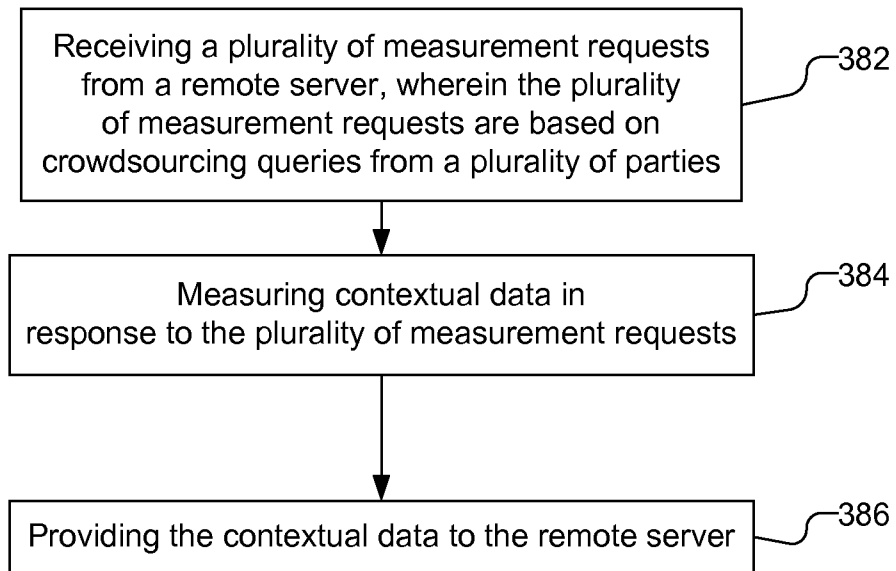 Receiving a plurality of measurement requests
from a remote server, wherein the plurality
of measurement requests are based on
crowdsourcing queries from a plurality of parties
382
Measuring contextual data in
response to the plurality of measurement requests
384
Providing the contextual data to the remote server
386